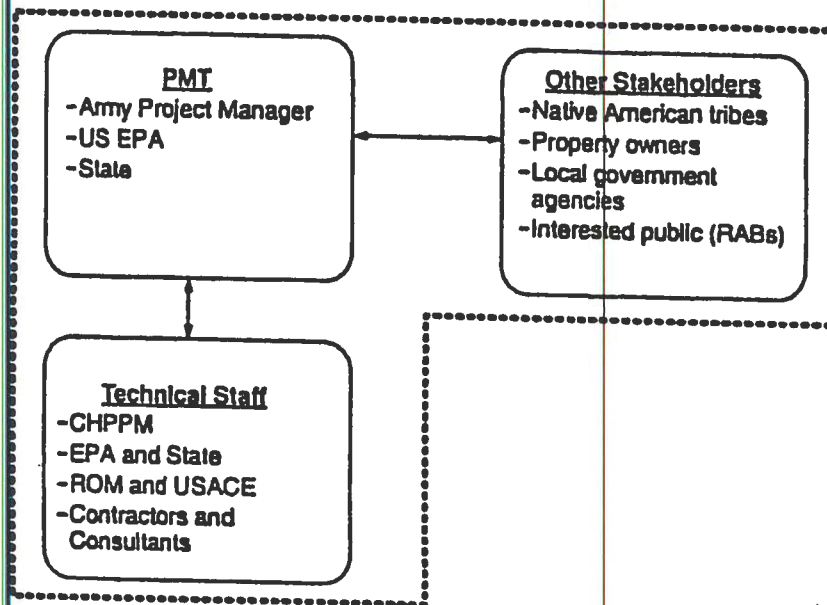 PMT
-Army Project Manager
-US EPA
-State
Other Stakeholders
-Native American tribes
-Property owners
-Local government
agencies
-Interested public (RABs)
Technical Staff
-CHPPM
-EPA and State
-ROM and USACE
-Contractors and
Consultants